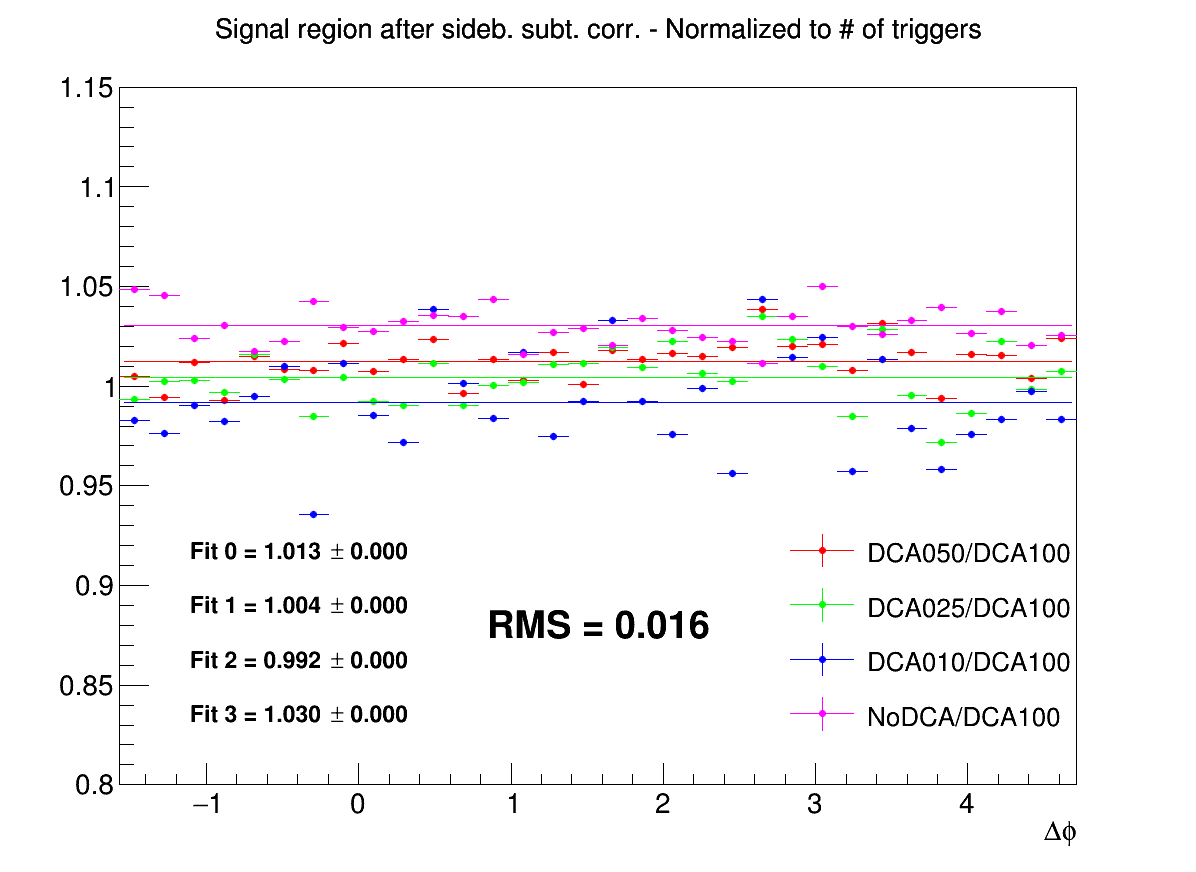 Signal region after sideb. subt. corr. - Normalized to # of triggers
1.15
1.1
1.05
1
0.95
0.9
0.85
0.8
Fit 0 = 1.013 ± 0.000
Fit 1 = 1.004 ± 0.000
Fit 2 = 0.992 ± 0.000
Fit 3 = 1.030 ± 0.000
RMS = 0.016
DCA050/DCA100
DCA025/DCA100
DCA010/DCA100
NoDCA/DCA100
−1 0 1 2 3 4
Δϕ